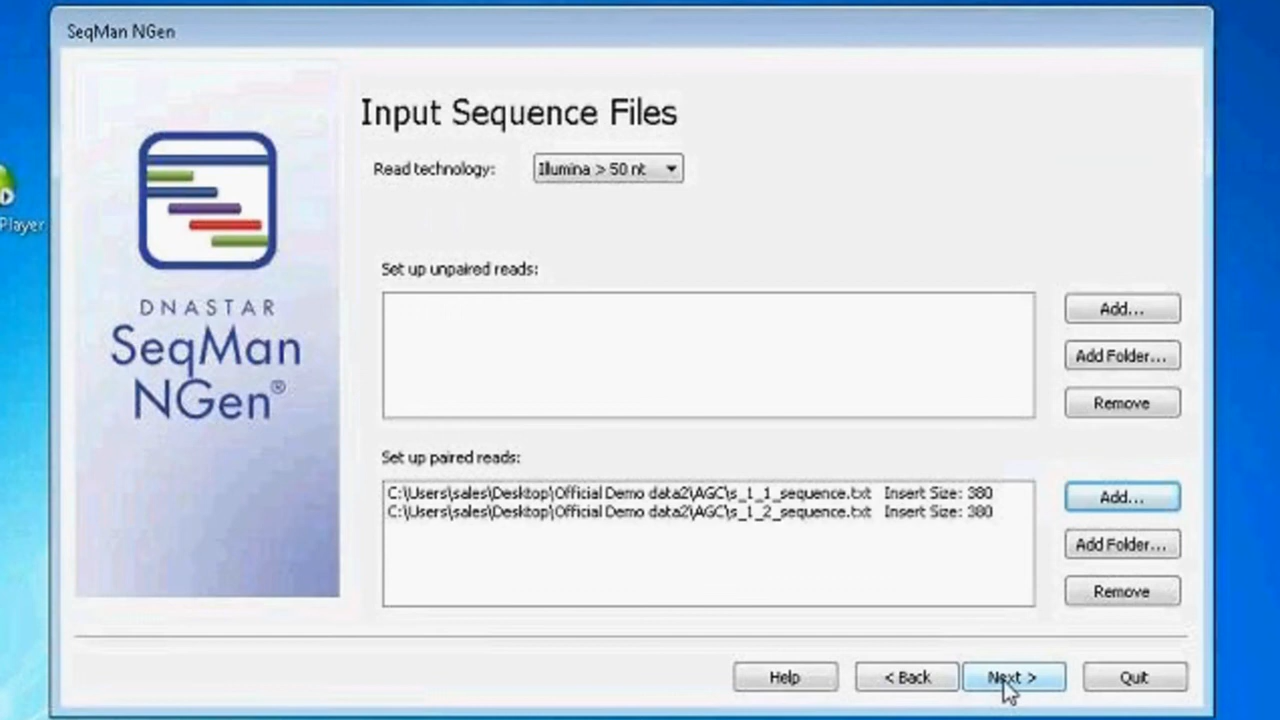 SeqMan NGen
Input Sequence Files
Read technology: Illumina > 50 nt
Player
Set up unpaired reads:
Add...
Add Folder...
Remove
DNASTAR
SeqMan
NGen®
Set up paired reads:
C:\Users\sales\Desktop\Official Demo data2\AGC\s_1_1_sequence.txt Insert Size: 380
C:\Users\sales\Desktop\Official Demo data2\AGC\s_1_2_sequence.txt Insert Size: 380
Add...
Add Folder...
Remove
Help < Back Next > Quit